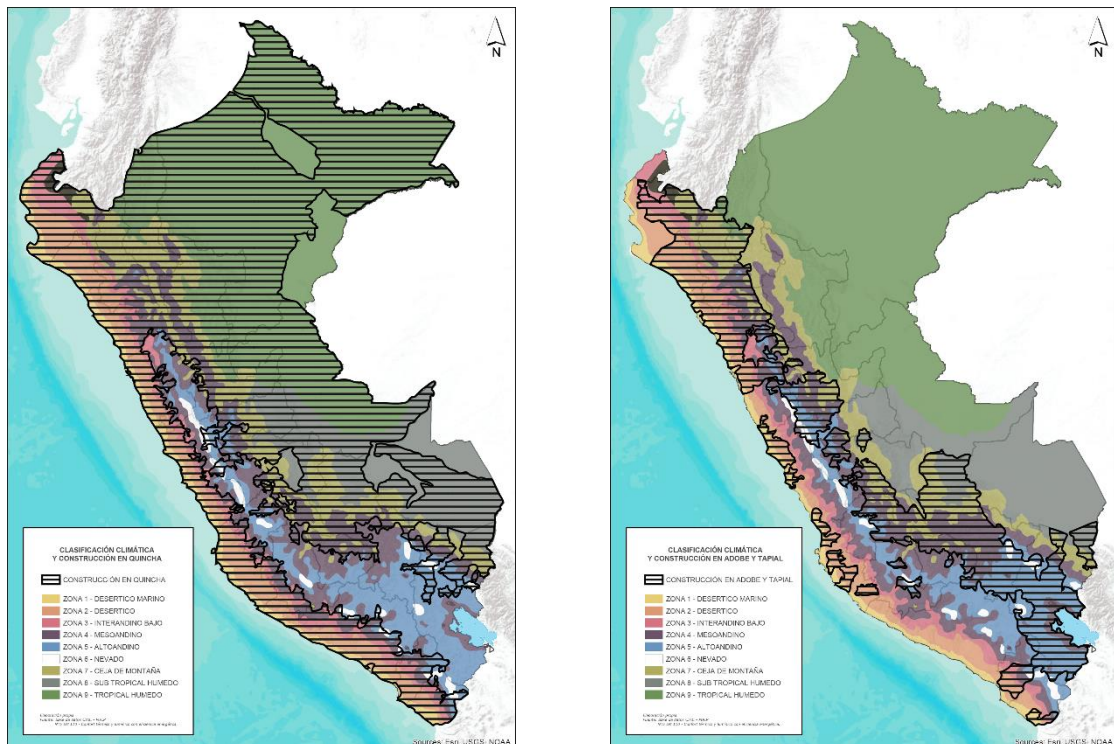 N
CLASIFICACIÓN CLIMÁTICA
Y CONSTRUCCIÓN EN QUINCHA
CONSTRUCCIÓN EN QUINCHA
ZONA 1 - DESERTICO MARINO
ZONA 2 - DESERTICO
ZONA 3 - INTERANDINO BAJO
ZONA 4 - MESOANDINO
ZONA 5 - ALTOANDINO
ZONA 6 - NEVADO
ZONA 7 - CEJA DE MONTAÑA
ZONA 8 - SUB TROPICAL HUMEDO
ZONA 9 - TROPICAL HUMEDO
Sources: Esri, USGS, NOAA
N
CLASIFICACIÓN CLIMÁTICA
Y CONSTRUCCIÓN EN ADOBE Y TAPIAL
CONSTRUCCIÓN EN ADOBE Y TAPIAL
ZONA 1 - DESERTICO MARINO
ZONA 2 - DESERTICO
ZONA 3 - INTERANDINO BAJO
ZONA 4 - MESOANDINO
ZONA 5 - ALTOANDINO
ZONA 6 - NEVADO
ZONA 7 - CEJA DE MONTAÑA
ZONA 8 - SUB TROPICAL HUMEDO
ZONA 9 - TROPICAL HUMEDO
Sources: Esri, USGS, NOAA